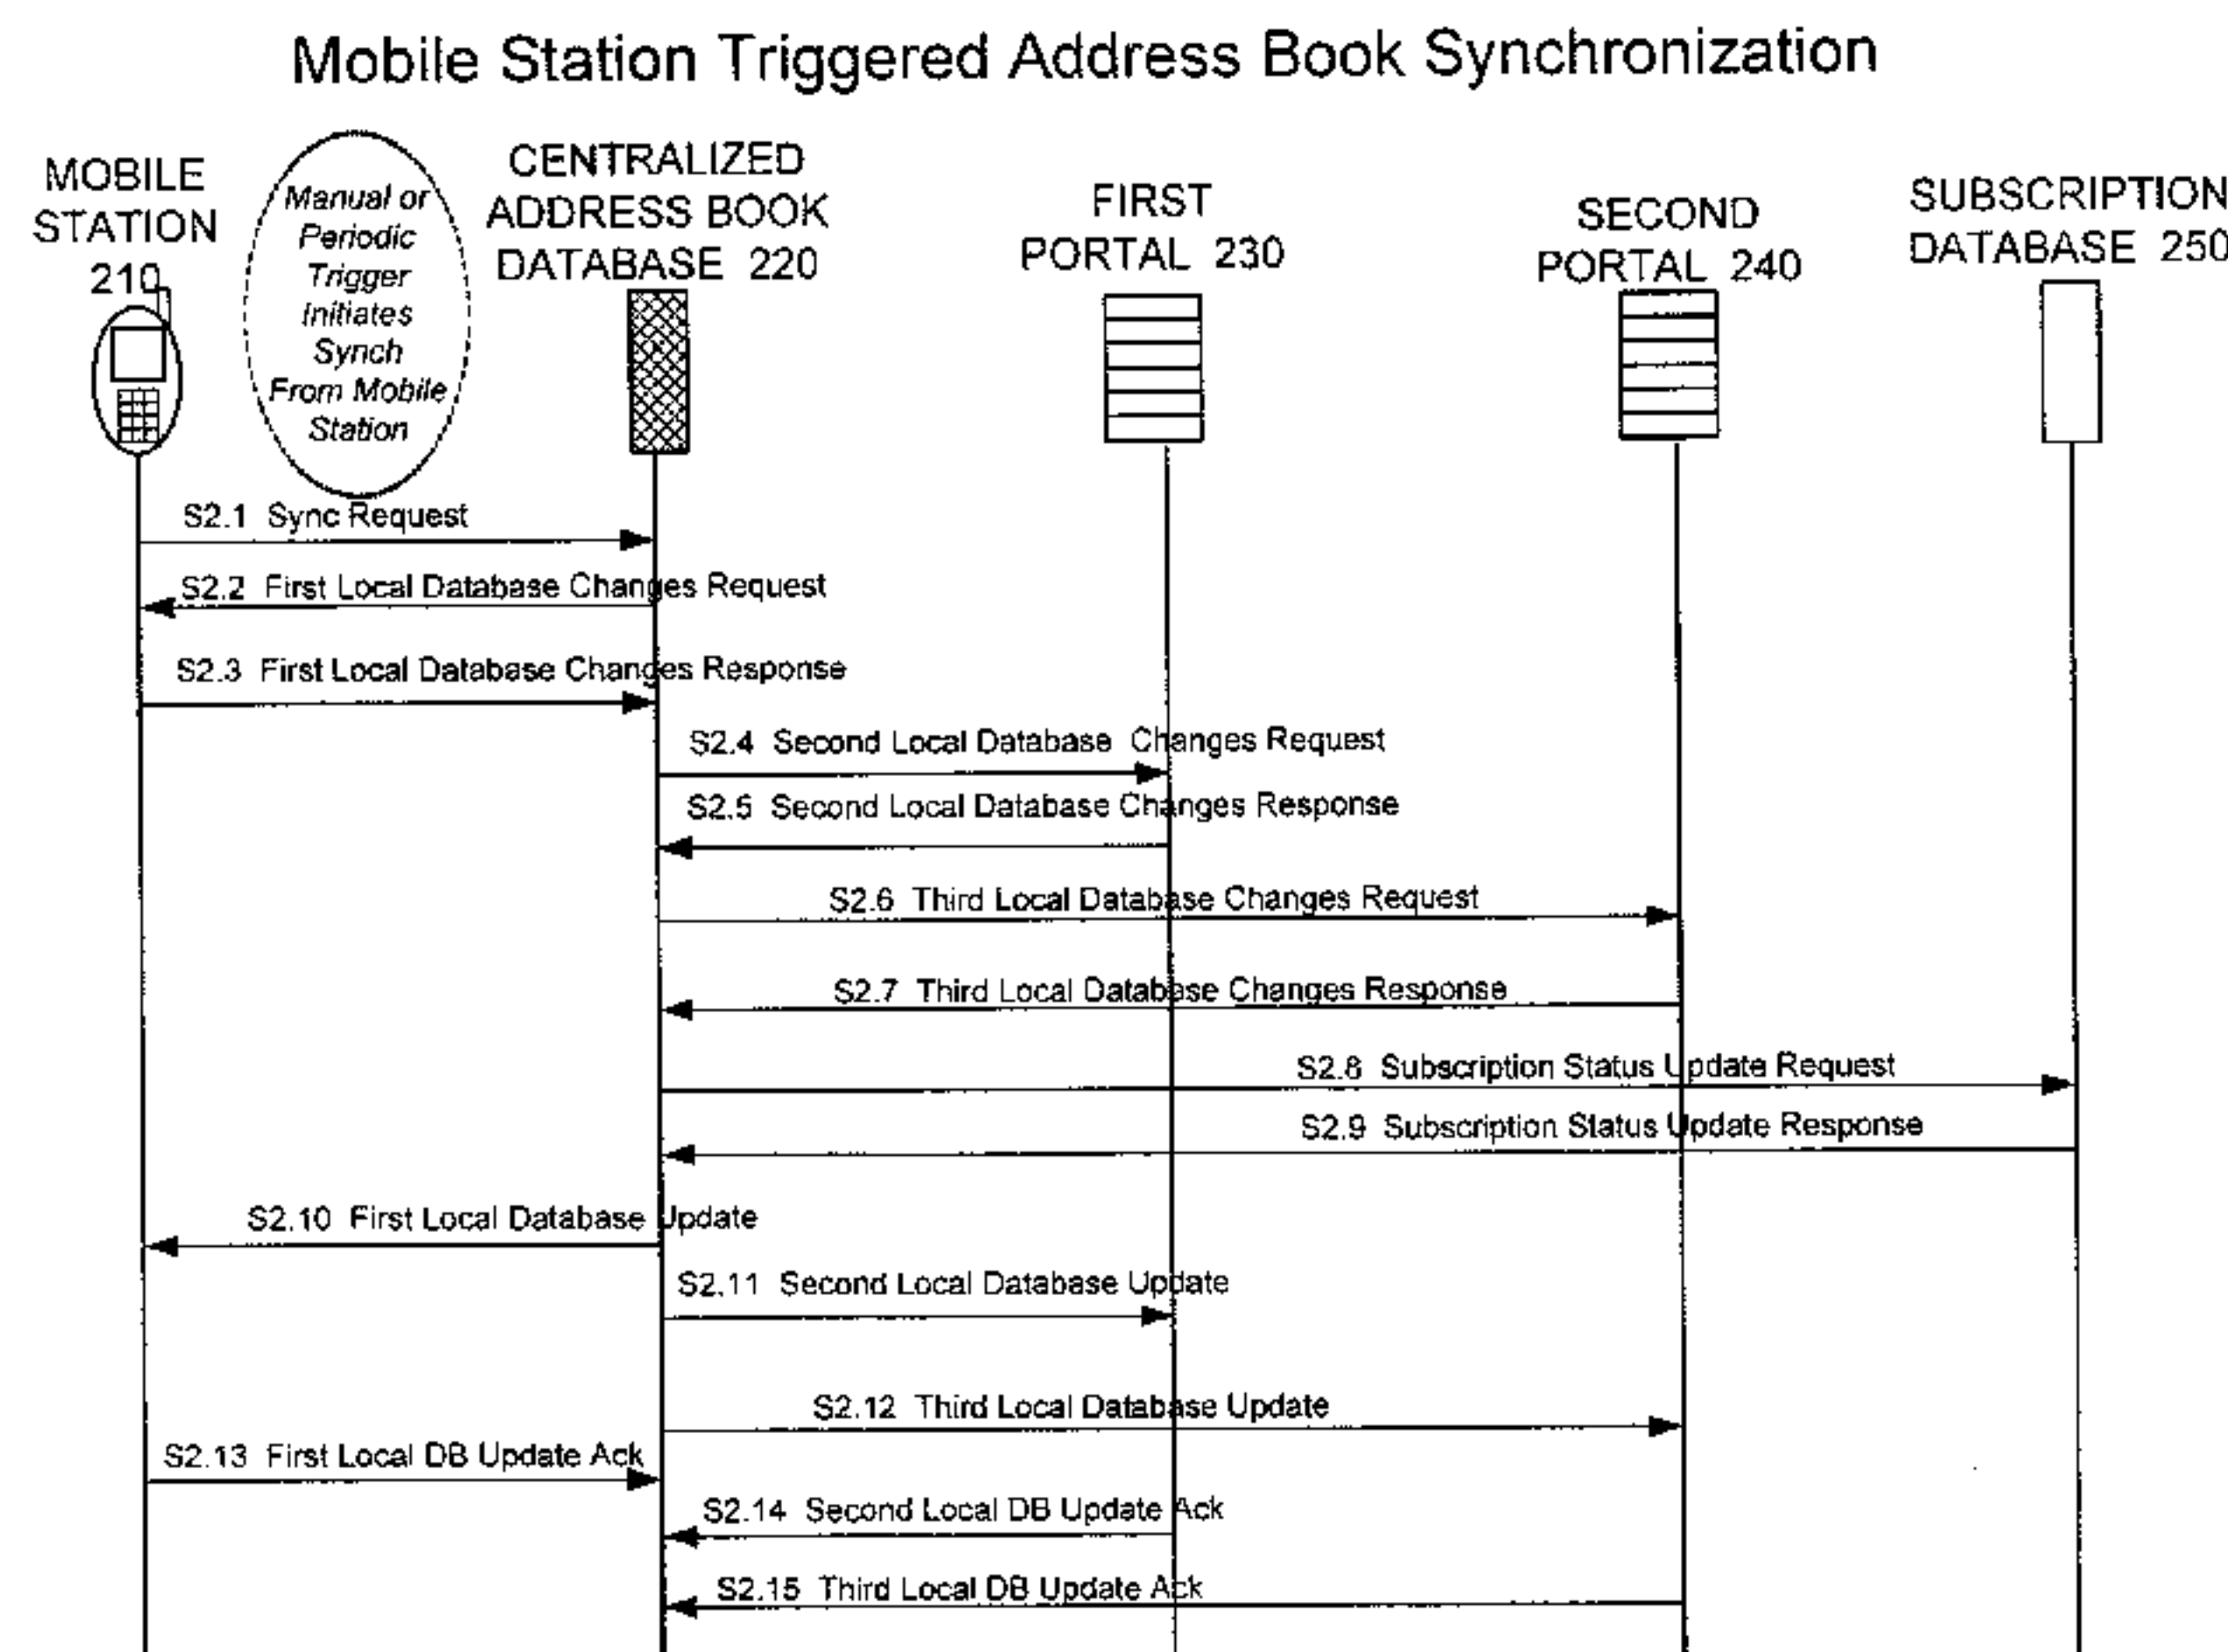 Mobile Station Triggered Address Book Synchronization
MOBILE
STATION
210
Manual or
Periodic
Trigger
Initiates
Synch
From Mobile
Station
CENTRALIZED
ADDRESS BOOK
DATABASE 220
FIRST
PORTAL 230
SECOND
PORTAL 240
SUBSCRIPTION
DATABASE 250
S2.1 Sync Request
S2.2 First Local Database Changes Request
S2.3 First Local Database Changes Response
S2.4 Second Local Database Changes Request
S2.5 Second Local Database Changes Response
S2.6 Third Local Database Changes Request
S2.7 Third Local Database Changes Response
S2.8 Subscription Status Update Request
S2.9 Subscription Status Update Response
S2.10 First Local Database Update
S2.11 Second Local Database Update
S2.12 Third Local Database Update
S2.13 First Local DB Update Ack
S2.14 Second Local DB Update Ack
S2.15 Third Local DB Update Ack